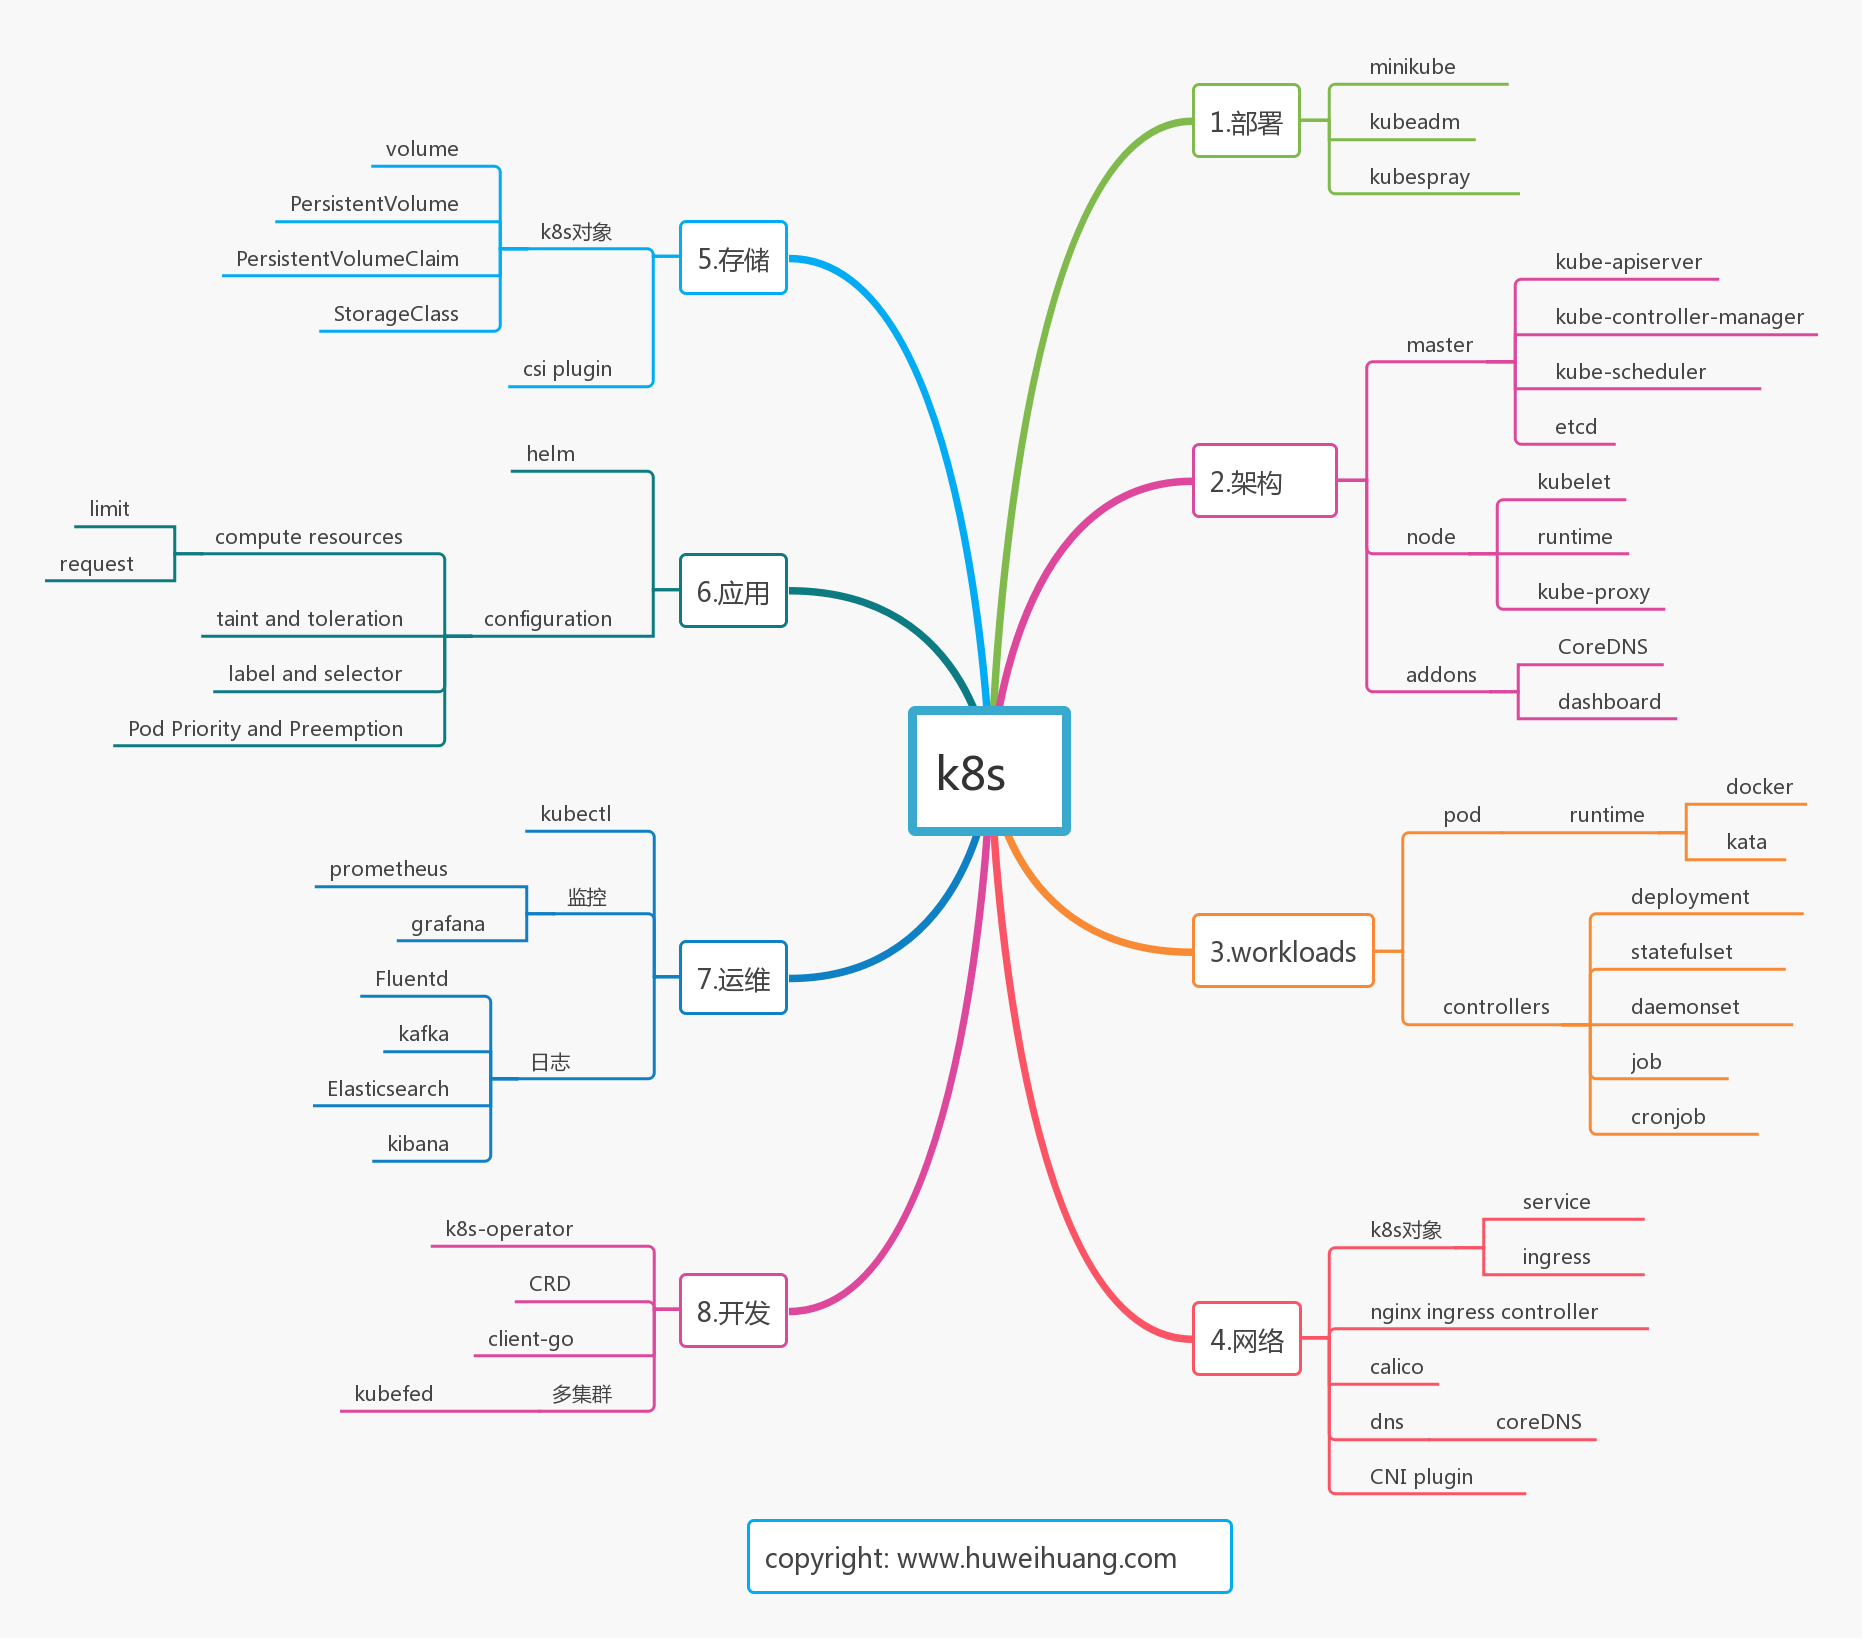 k8s
1.部署
minikube
kubeadm
kubespray
2.架构
master
kube-apiserver
kube-controller-manager
kube-scheduler
etcd
node
kubelet
runtime
kube-proxy
addons
CoreDNS
dashboard
3.workloads
pod
runtime
docker
kata
controllers
deployment
statefulset
daemonset
job
cronjob
4.网络
k8s对象
service
ingress
nginx ingress controller
calico
dns
coreDNS
CNI plugin
5.存储
k8s对象
volume
PersistentVolume
PersistentVolumeClaim
StorageClass
csi plugin
6.应用
helm
configuration
compute resources
limit
request
taint and toleration
label and selector
Pod Priority and Preemption
7.运维
kubectl
监控
prometheus
grafana
日志
Fluentd
kafka
Elasticsearch
kibana
8.开发
k8s-operator
CRD
client-go
多集群
kubefed
copyright: www.huweihuang.com